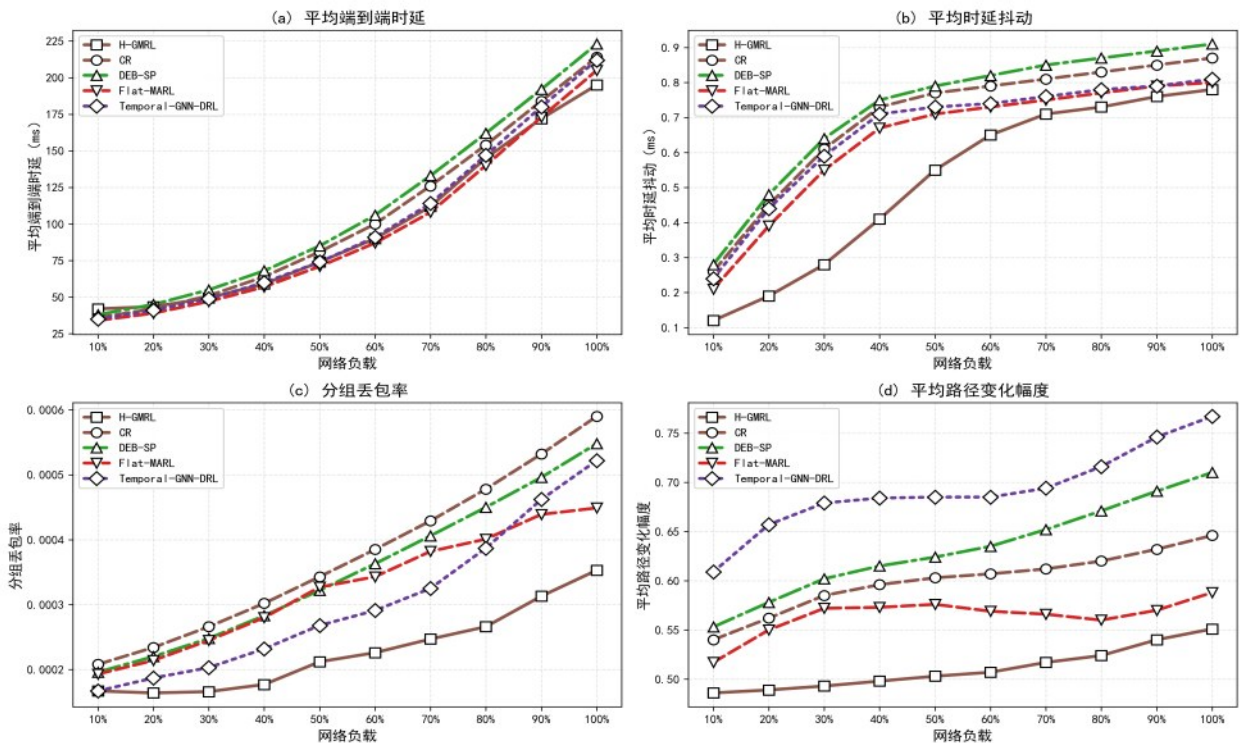 (a) 平均端到端时延
H-GMRL
CR
DEB-SP
Flat-MARL
Temporal-GNN-DRL
平均端到端时延 (ms)
225
200
175
150
125
100
75
50
25
10% 20% 30% 40% 50% 60% 70% 80% 90% 100%
网络负载
(b) 平均时延抖动
H-GMRL
CR
DEB-SP
Flat-MARL
Temporal-GNN-DRL
平均时延抖动 (ms)
0.9
0.8
0.7
0.6
0.5
0.4
0.3
0.2
0.1
10% 20% 30% 40% 50% 60% 70% 80% 90% 100%
网络负载
(c) 分组丢包率
H-GMRL
CR
DEB-SP
Flat-MARL
Temporal-GNN-DRL
分组丢包率
0.0006
0.0005
0.0004
0.0003
0.0002
10% 20% 30% 40% 50% 60% 70% 80% 90% 100%
网络负载
(d) 平均路径变化幅度
H-GMRL
CR
DEB-SP
Flat-MARL
Temporal-GNN-DRL
平均路径变化幅度
0.75
0.70
0.65
0.60
0.55
0.50
10% 20% 30% 40% 50% 60% 70% 80% 90% 100%
网络负载